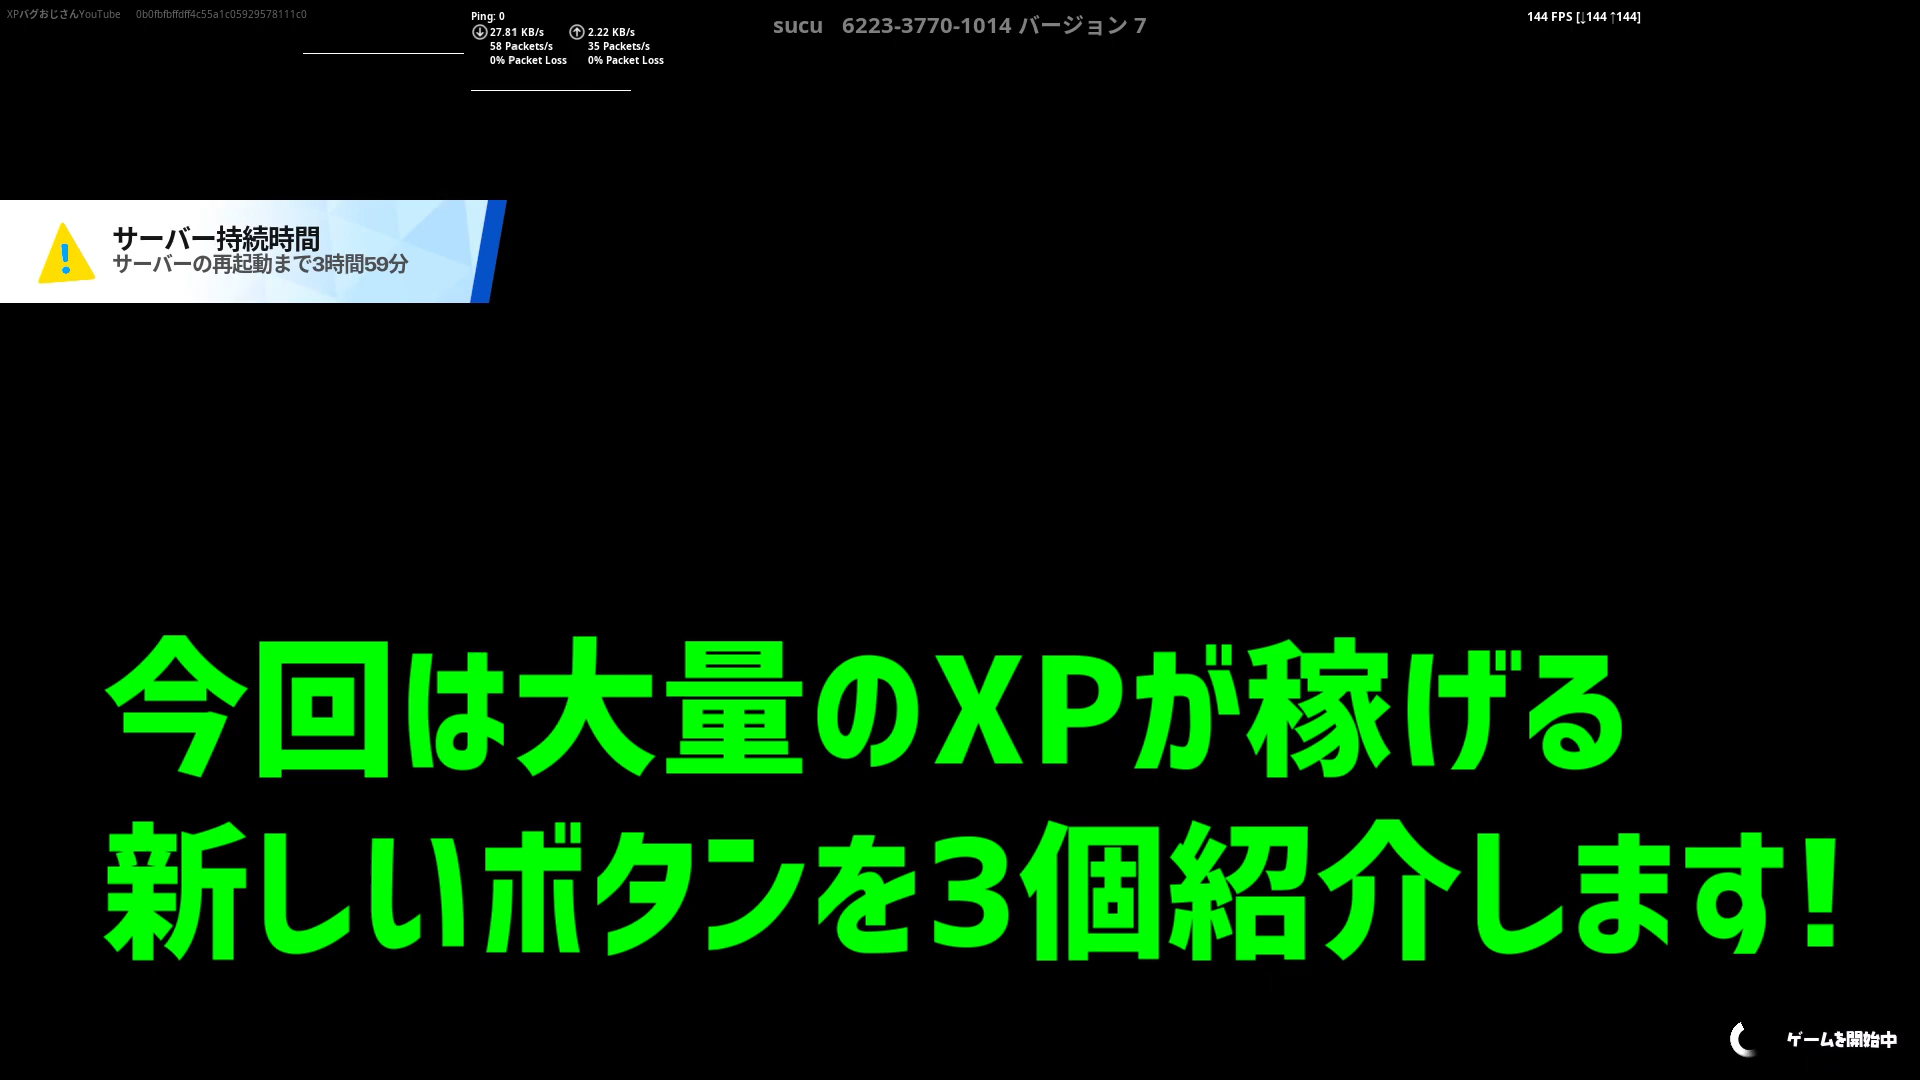 XPバグおじさんYouTube 0b0fbfbffdff4c55a1c05929578111c0
Ping: 0
27.81 KB/s 2.22 KB/s
58 Packets/s 35 Packets/s
0% Packet Loss 0% Packet Loss
sucu 6223-3770-1014 バージョン 7
144 FPS [↓144 ↑144]
サーバー持続時間
サーバーの再起動まで3時間59分
今回は大量のXPが稼げる
新しいボタンを3個紹介します!
ゲームを開始中